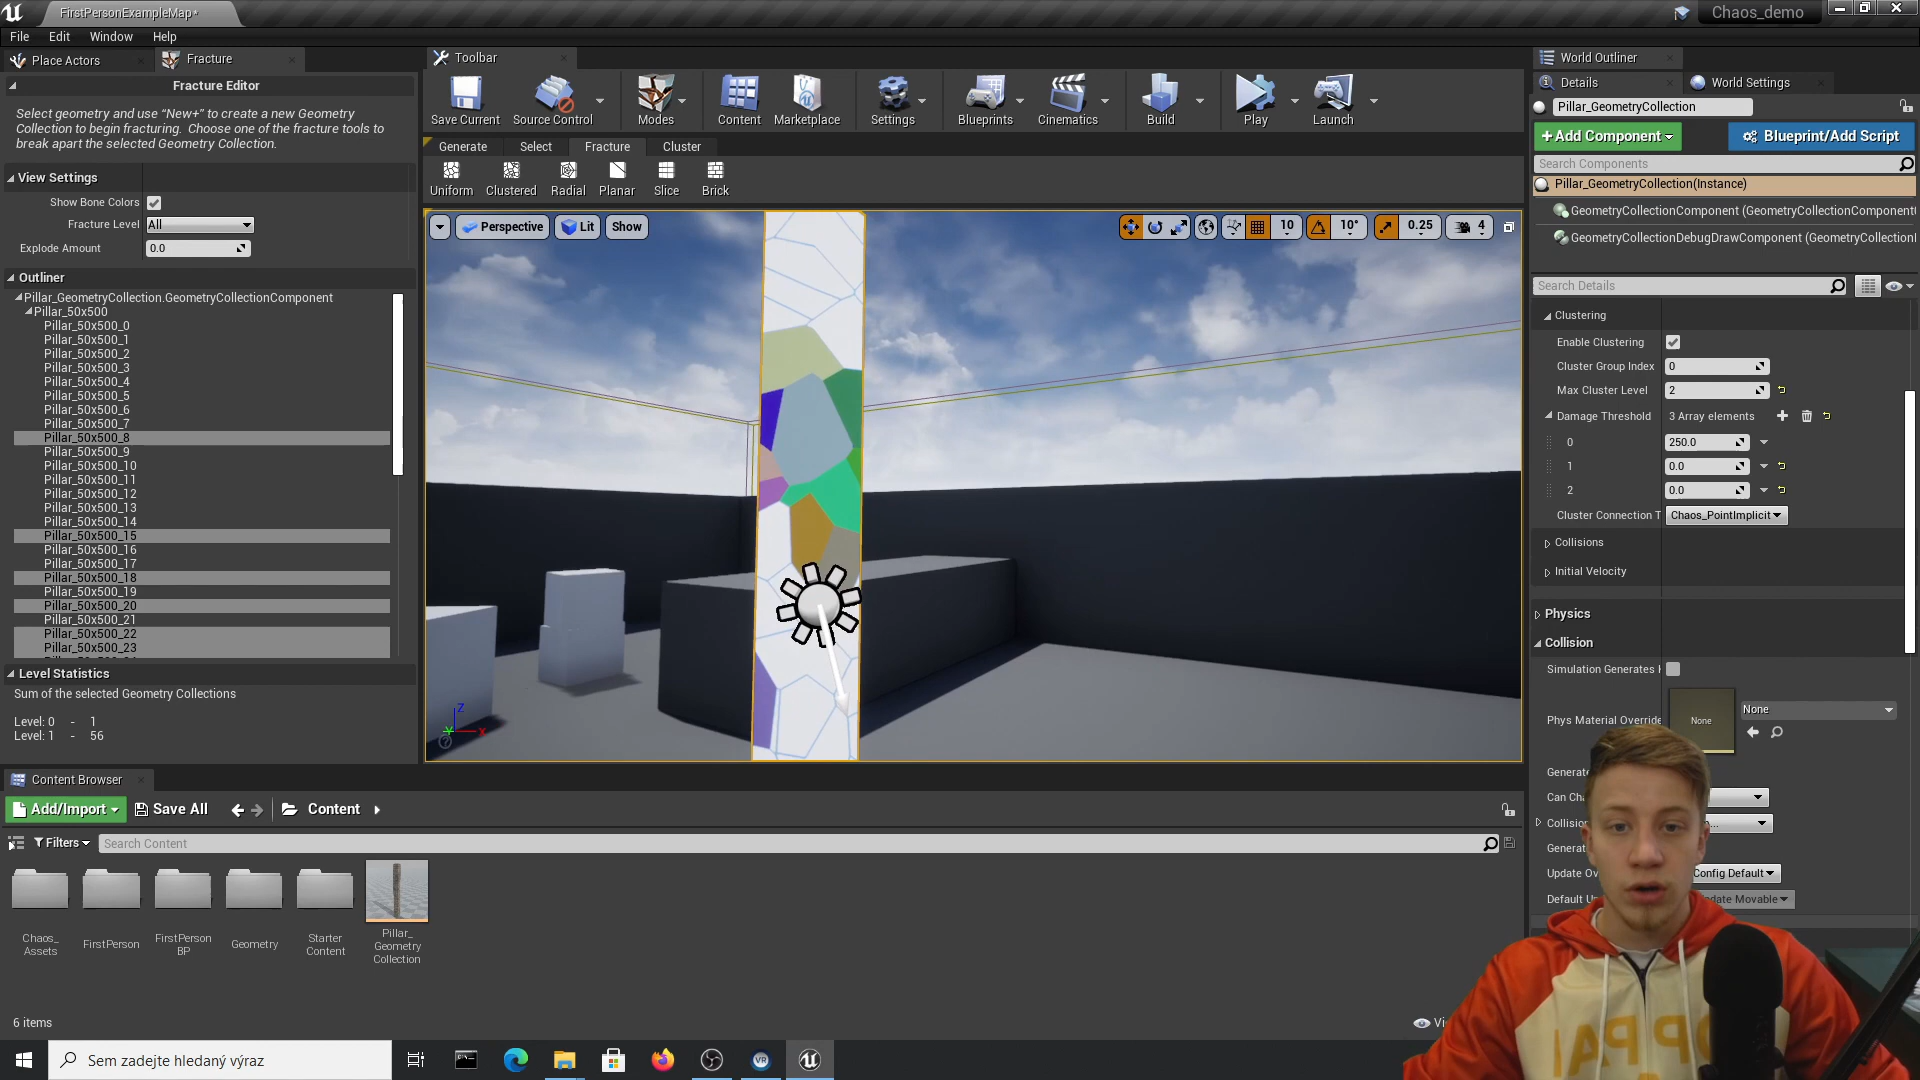 FirstPersonExampleMap*
Chaos_demo
File Edit Window Help
Place Actors
Fracture
Fracture Editor
Select geometry and use "New+" to create a new Geometry
Collection to begin fracturing. Choose one of the fracture tools to
break apart the selected Geometry Collection.
View Settings
Show Bone Colors
Fracture Level All
Explode Amount 0.0
Outliner
Pillar_GeometryCollection.GeometryCollectionComponent
Pillar_50x500
Pillar_50x500_0
Pillar_50x500_1
Pillar_50x500_2
Pillar_50x500_3
Pillar_50x500_4
Pillar_50x500_5
Pillar_50x500_6
Pillar_50x500_7
Pillar_50x500_8
Pillar_50x500_9
Pillar_50x500_10
Pillar_50x500_11
Pillar_50x500_12
Pillar_50x500_13
Pillar_50x500_14
Pillar_50x500_15
Pillar_50x500_16
Pillar_50x500_17
Pillar_50x500_18
Pillar_50x500_19
Pillar_50x500_20
Pillar_50x500_21
Pillar_50x500_22
Pillar_50x500_23
Level Statistics
Sum of the selected Geometry Collections
Level: 0 - 1
Level: 1 - 56
Toolbar
Save Current Source Control Modes Content Marketplace Settings Blueprints Cinematics Build Play Launch
Generate Select Fracture Cluster
Uniform Clustered Radial Planar Slice Brick
Perspective Lit Show
10 10° 0.25 4
Z
X
Y
World Outliner
Details
World Settings
Pillar_GeometryCollection
+Add Component
Blueprint/Add Script
Search Components
Pillar_GeometryCollection(Instance)
GeometryCollectionComponent (GeometryCollectionComponent
GeometryCollectionDebugDrawComponent (GeometryCollectionI
Search Details
Clustering
Enable Clustering
Cluster Group Index 0
Max Cluster Level 2
Damage Threshold 3 Array elements
0 250.0
1 0.0
2 0.0
Cluster Connection T Chaos_PointImplicit
Collisions
Initial Velocity
Physics
Collision
Simulation Generates
None
None
Phys Material Override
Generate
Can Cha
Collision
Generat
Update Ov Config Default
Default Up date Movable
Content Browser
Add/Import
Save All
Content
Filters
Search Content
Chaos_
Assets
FirstPerson
FirstPerson
BP
Geometry
Starter
Content
Pillar_
Geometry
Collection
6 items
Sem zadejte hledaný výraz
VR